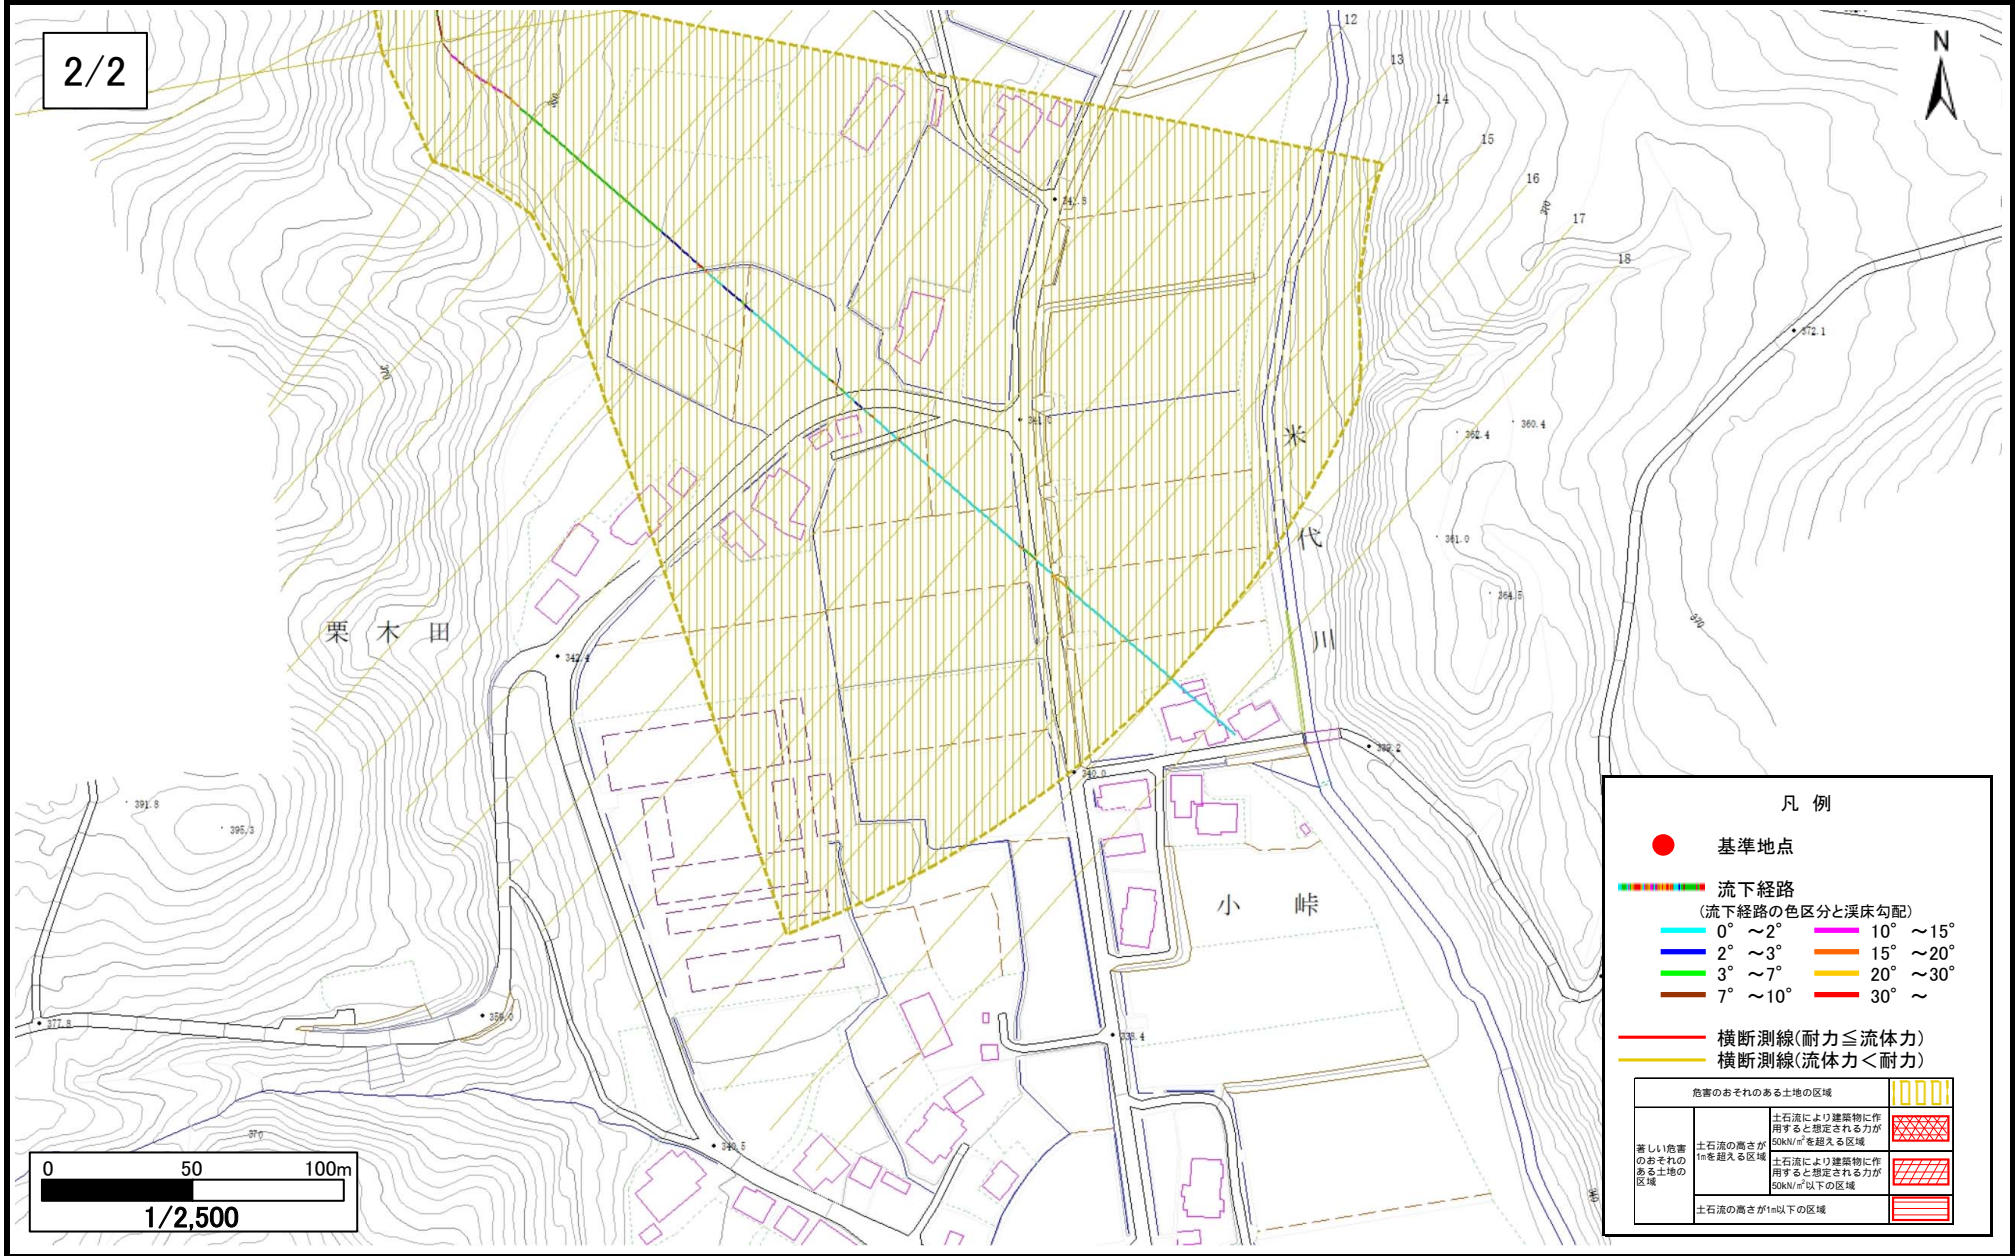 2/2
N
12
13
14
15
16
17
18
370
370
370
370
341.8
372.1
362.4
360.4
361.0
364.5
342.4
391.8
395.3
340.0
339.2
377.8
356.0
338.4
340.5
米代川
栗木田
小峠
0 50 100m
1/2,500
凡 例
基準地点
流下経路
(流下経路の色区分と渓床勾配)
0° ～2° 10° ～15°
2° ～3° 15° ～20°
3° ～7° 20° ～30°
7° ～10° 30° ～
横断測線(耐力≦流体力)
横断測線(流体力＜耐力)
危害のおそれのある土地の区域
著しい危害
のおそれの
ある土地の
区域
土石流の高さが
1mを超える区域
土石流により建築物に作
用すると想定される力が
50kN/㎡を超える区域
土石流により建築物に作
用すると想定される力が
50kN/㎡以下の区域
土石流の高さが1m以下の区域